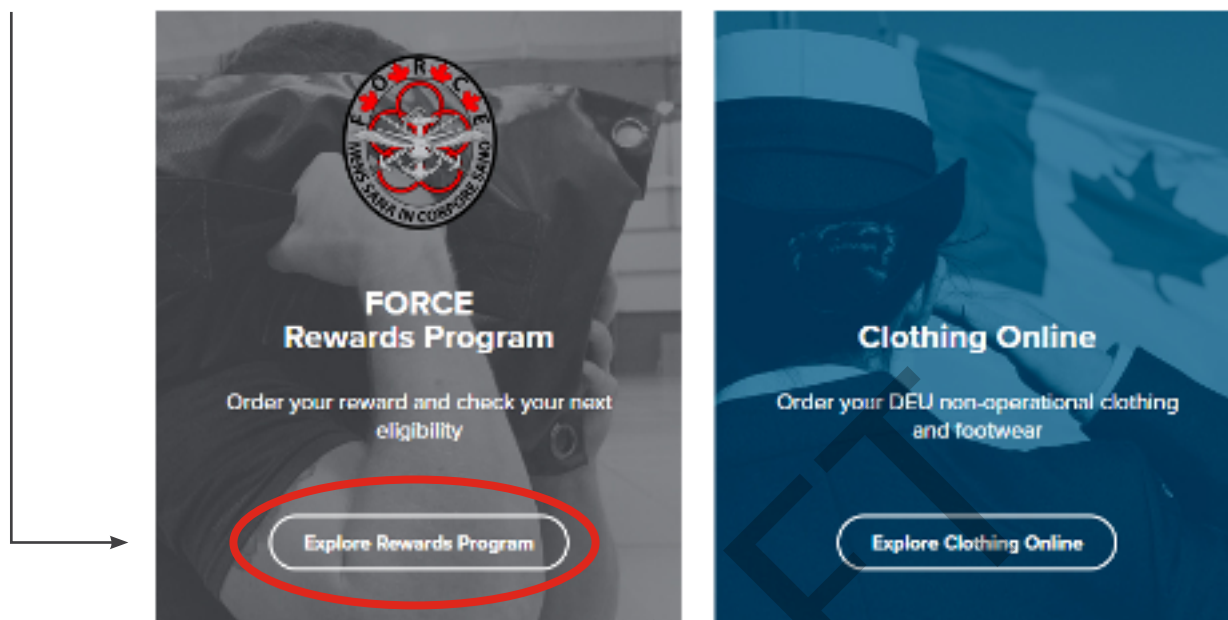 FORCE
MENS SANA IN CORPORE SANO
FORCE
Rewards Program
Order your reward and check your next
eligibility
Explore Rewards Program
Clothing Online
Order your DEU non-operational clothing
and footwear
Explore Clothing Online